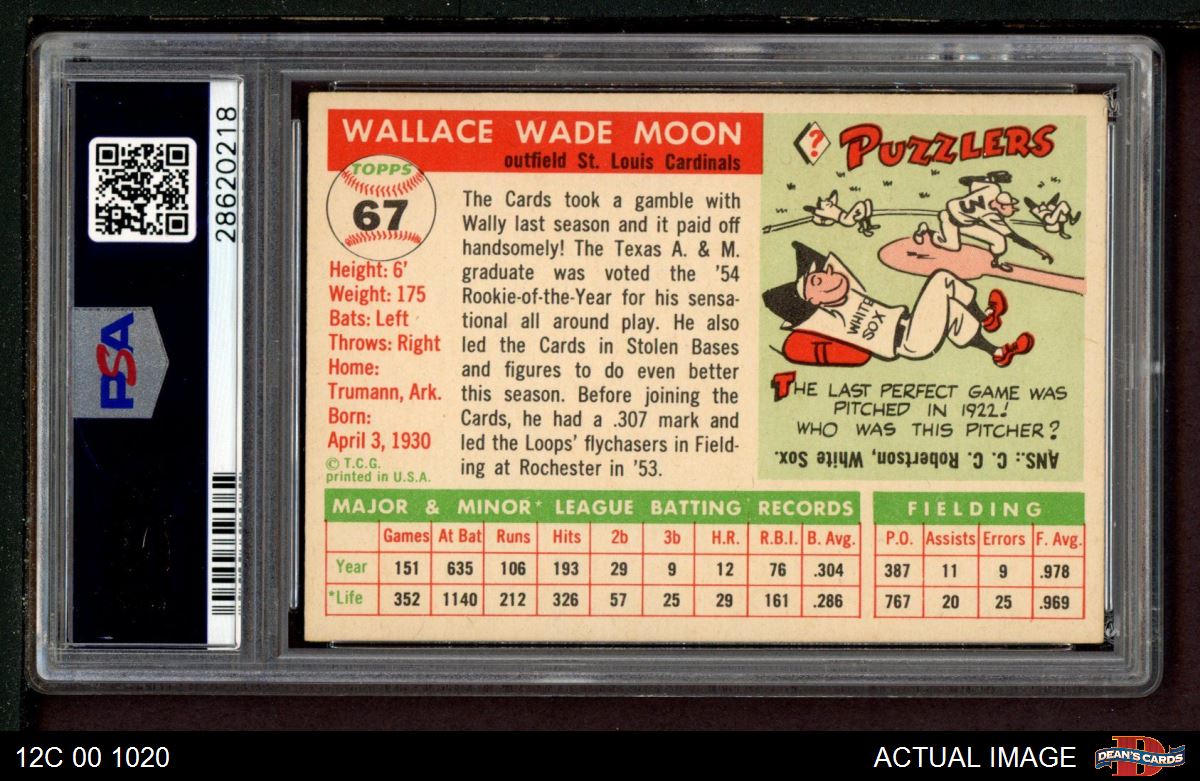 28620218
PSA
WALLACE WADE MOON
outfield St. Louis Cardinals
TOPPS
67
Height: 6'
Weight: 175
Bats: Left
Throws: Right
Home:
Trumann, Ark.
Born:
April 3, 1930
© T.C.G.
printed in U.S.A.
The Cards took a gamble with
Wally last season and it paid off
handsomely! The Texas A. & M.
graduate was voted the '54
Rookie-of-the-Year for his sensa-
tional all around play. He also
led the Cards in Stolen Bases
and figures to do even better
this season. Before joining the
Cards, he had a .307 mark and
led the Loops' flychasers in Field-
ing at Rochester in '53.
? PUZZLERS
3
WHITE
SOX
THE LAST PERFECT GAME WAS
PITCHED IN 1922!
WHO WAS THIS PITCHER?
ANS.: C. C. Robertson, White Sox.
MAJOR & MINOR* LEAGUE BATTING RECORDS
Games At Bat Runs Hits 2b 3b H.R. R.B.I. B. Avg.
Year 151 635 106 193 29 9 12 76 .304
*Life 352 1140 212 326 57 25 29 161 .286
FIELDING
P.O. Assists Errors F. Avg.
387 11 9 .978
767 20 25 .969
12C 00 1020
ACTUAL IMAGE
D
DEAN'S CARDS